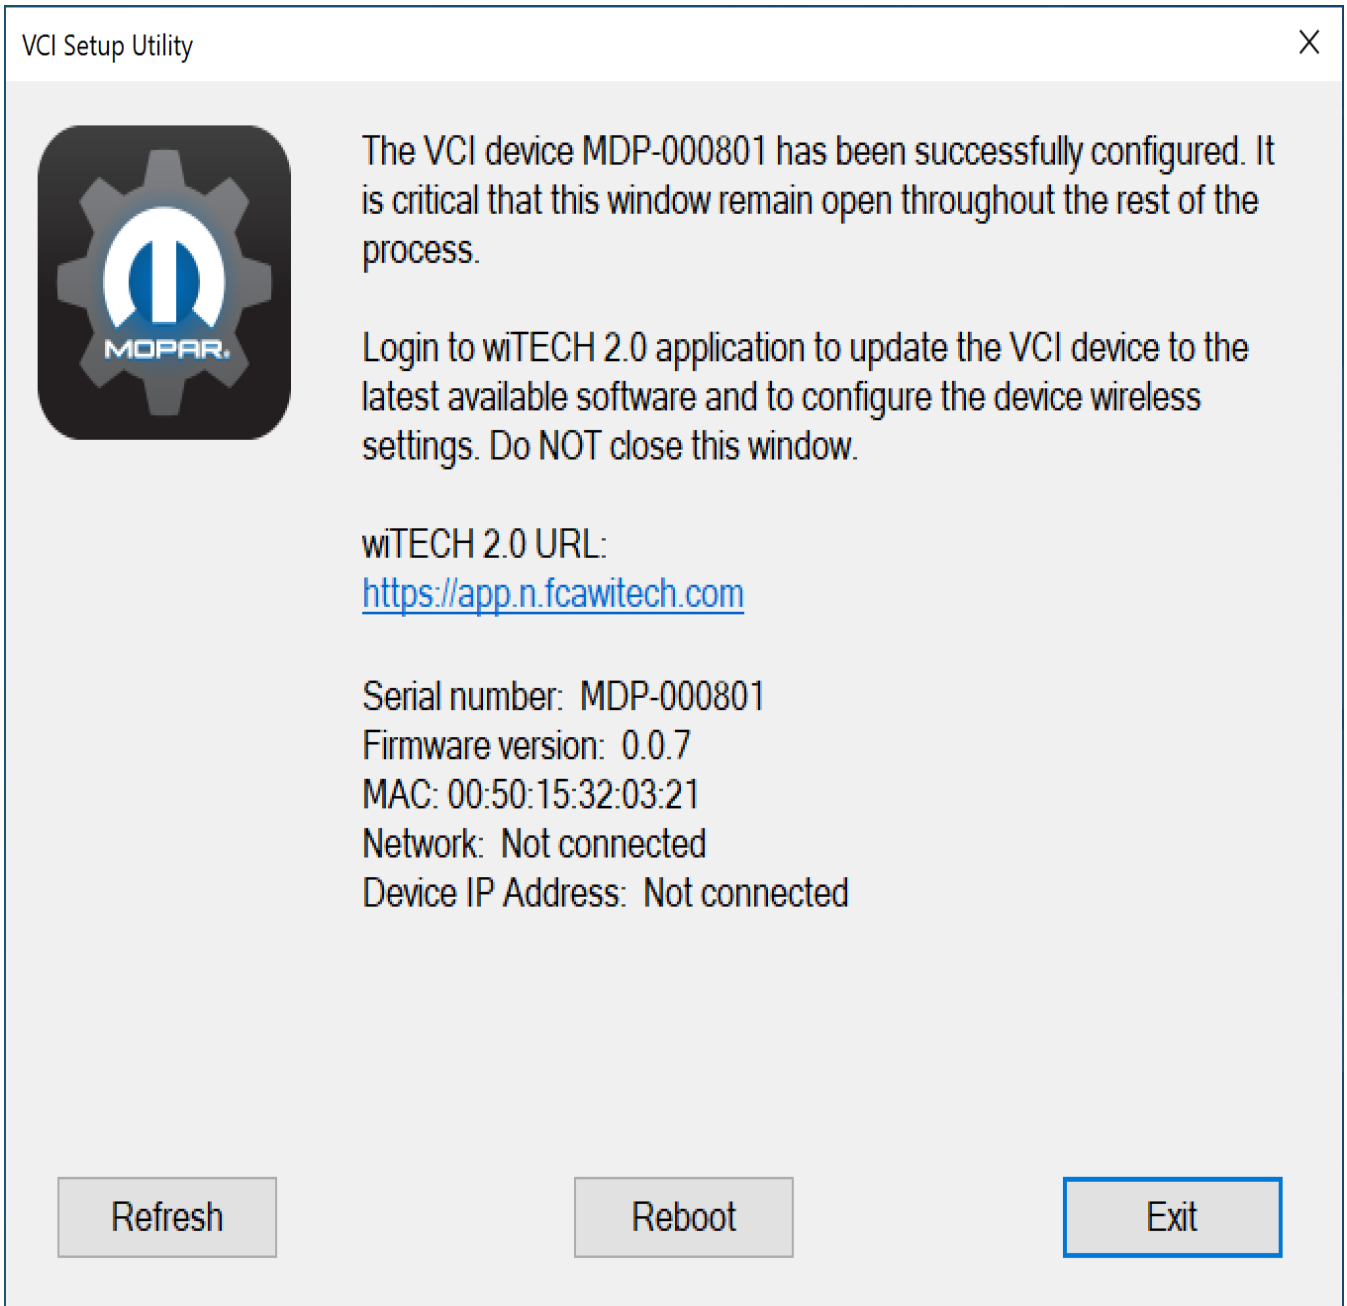 VCI Setup Utility
X
The VCI device MDP-000801 has been successfully configured. It
is critical that this window remain open throughout the rest of the
process.
MOPAR.
Login to wiTECH 2.0 application to update the VCI device to the
latest available software and to configure the device wireless
settings. Do NOT close this window.
wiTECH 2.0 URL:
https://app.n.fcawitech.com
Serial number:  MDP-000801
Firmware version:  0.0.7
MAC: 00:50:15:32:03:21
Network:  Not connected
Device IP Address:  Not connected
Refresh
Reboot
Exit